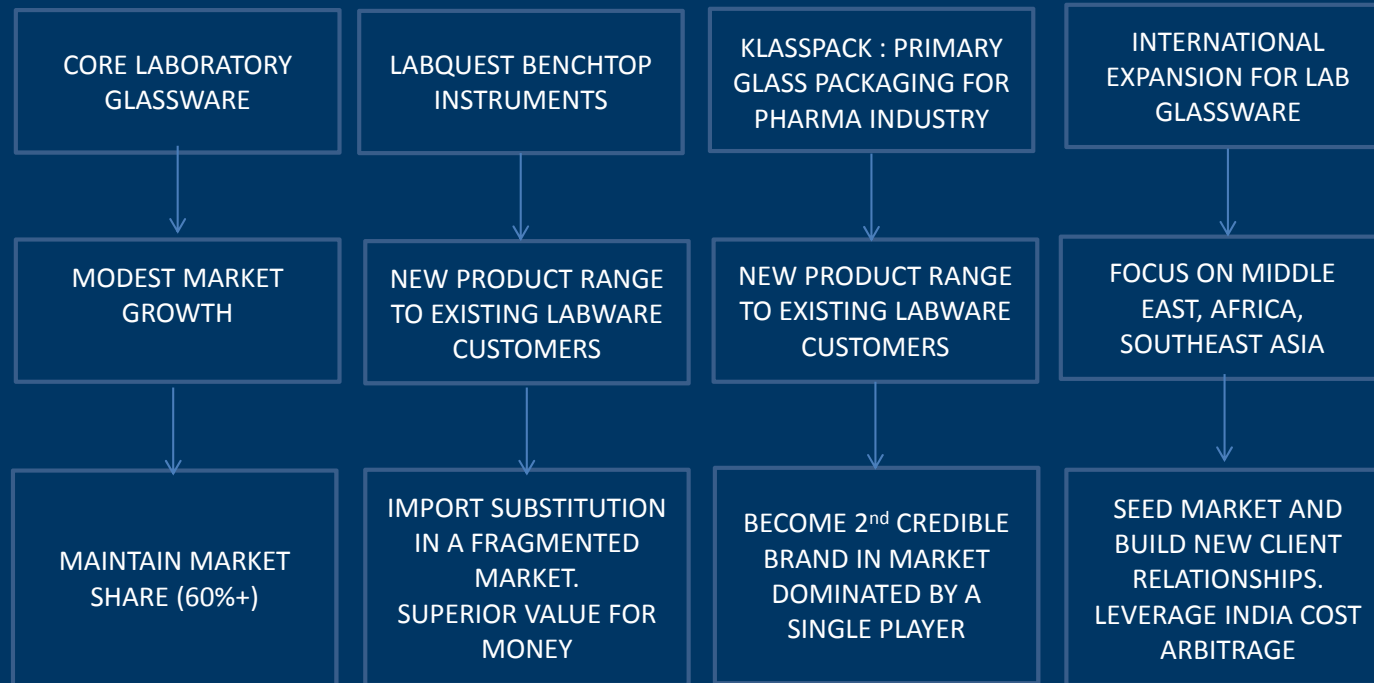 CORE LABORATORY
GLASSWARE
LABQUEST BENCHTOP
INSTRUMENTS
KLASSPACK : PRIMARY
GLASS PACKAGING FOR
PHARMA INDUSTRY
INTERNATIONAL
EXPANSION FOR LAB
GLASSWARE
MODEST MARKET
GROWTH
NEW PRODUCT RANGE
TO EXISTING LABWARE
CUSTOMERS
NEW PRODUCT RANGE
TO EXISTING LABWARE
CUSTOMERS
FOCUS ON MIDDLE
EAST, AFRICA,
SOUTHEAST ASIA
MAINTAIN MARKET
SHARE (60%+)
IMPORT SUBSTITUTION
IN A FRAGMENTED
MARKET.
SUPERIOR VALUE FOR
MONEY
BECOME 2nd CREDIBLE
BRAND IN MARKET
DOMINATED BY A
SINGLE PLAYER
SEED MARKET AND
BUILD NEW CLIENT
RELATIONSHIPS.
LEVERAGE INDIA COST
ARBITRAGE